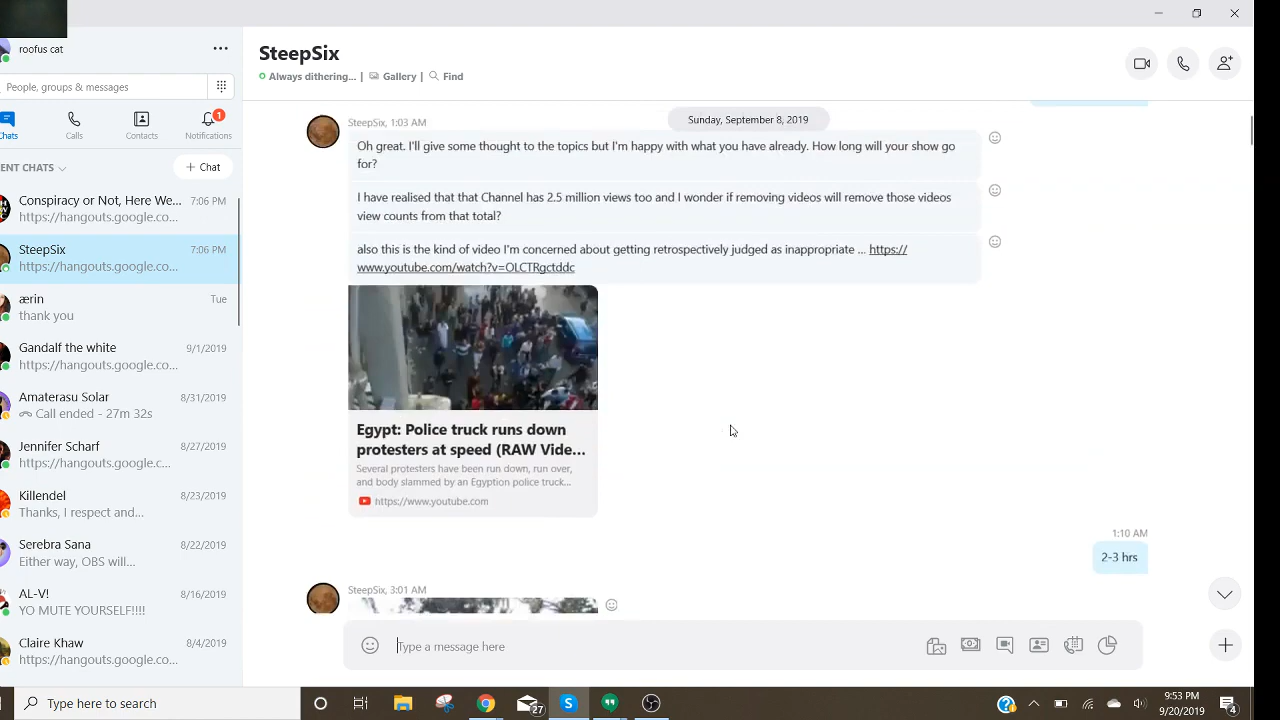 roofus cat
People, groups & messages
Chats
Calls
Contacts
Notifications
1
ENT CHATS
+ Chat
Conspiracy or Not, Here We...
7:06 PM
https://hangouts.google.co...
SteepSix
7:06 PM
https://hangouts.google.co...
ærin
Tue
thank you
Gandalf the white
9/1/2019
https://hangouts.google.co...
Amaterasu Solar
8/31/2019
Call ended - 27m 32s
Jennifer Scharf
8/27/2019
https://hangouts.google.c...
Killendel
8/23/2019
Thanks, I respect and...
Serebra Sana
8/22/2019
Either way, OBS will...
AL-V!
8/16/2019
YO MUTE YOURSELF!!!!
Claire Khaw
8/4/2019
https://hangouts.google.co...
SteepSix
Always dithering... | Gallery | Find
Sunday, September 8, 2019
SteepSix, 1:03 AM
Oh great. I'll give some thought to the topics but I'm happy with what you have already. How long will your show go
for?
I have realised that that Channel has 2.5 million views too and I wonder if removing videos will remove those videos
view counts from that total?
also this is the kind of video I'm concerned about getting retrospectively judged as inappropriate ... https://
www.youtube.com/watch?v=OLCTRgctddc
Egypt: Police truck runs down
protesters at speed (RAW Vide...
Several protesters have been run down, run over,
and body slammed by an Egyption police truck...
https://www.youtube.com
1:10 AM
2-3 hrs
SteepSix, 3:01 AM
Type a message here
Type here to search
27
9:53 PM
9/20/2019
4